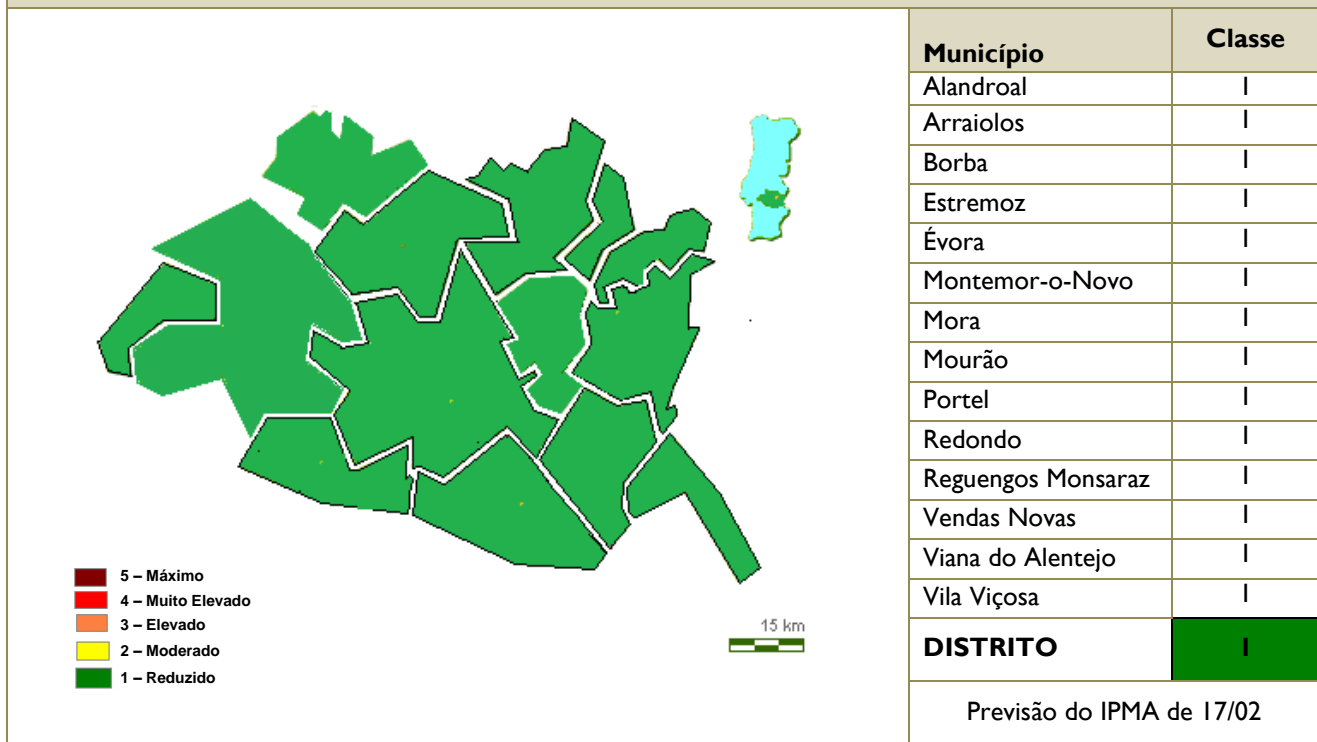 Município Classe
Alandroal 1
Arraiolos 1
Borba 1
Estremoz 1
Évora 1
Montemor-o-Novo 1
Mora 1
Mourão 1
Portel 1
Redondo 1
Reguengos Monsaraz 1
Vendas Novas 1
Viana do Alentejo 1
Vila Viçosa 1
DISTRITO 1
Previsão do IPMA de 17/02
5 – Máximo
4 – Muito Elevado
3 – Elevado
2 – Moderado
1 – Reduzido
15 km